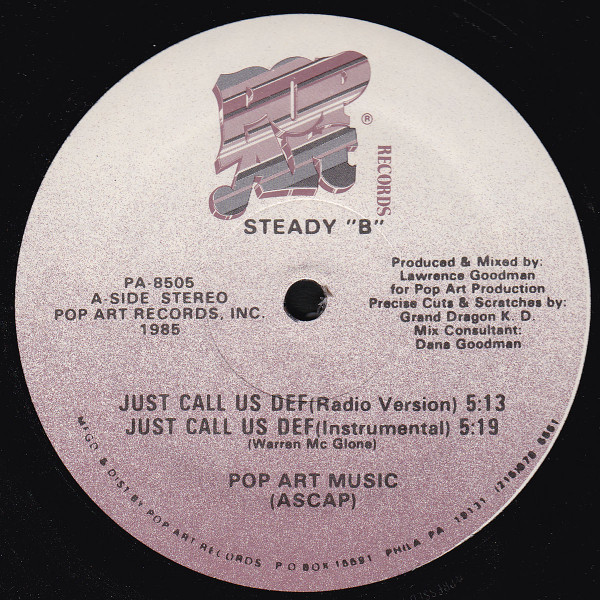 POP
ART
®
RECORDS
STEADY "B"
PA-8505
A-SIDE STEREO
POP ART RECORDS, INC.
1985
Produced & Mixed by:
Lawrence Goodman
for Pop Art Production
Precise Cuts & Scratches by:
Grand Dragon K. D.
Mix Consultant:
Dana Goodman
JUST CALL US DEF(Radio Version) 5:13
JUST CALL US DEF(Instrumental) 5:19
(Warren Mc Glone)
POP ART MUSIC
(ASCAP)
MFGD & DIST BY POP ART RECORDS P O BOX PHILA PA 19131